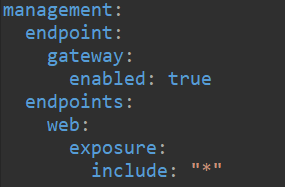 management:
  endpoint:
    gateway:
      enabled: true
  endpoints:
    web:
      exposure:
        include: "*"